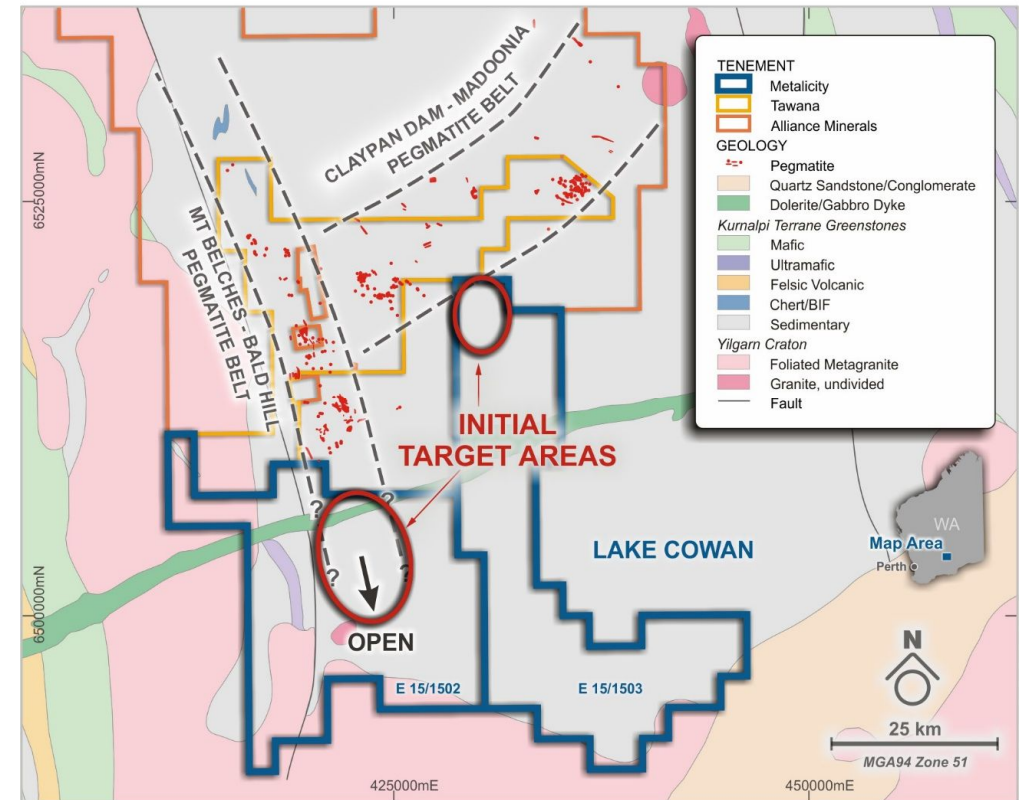 CLAYPAN DAM - MADOONIA
PEGMATITE BELT
MT BELCHES - BALD HILL
PEGMATITE BELT
6525000mN
6500000mN
TENEMENT
Metalicity
Tawana
Alliance Minerals
GEOLOGY
Pegmatite
Quartz Sandstone/Conglomerate
Dolerite/Gabbro Dyke
Kurnalpi Terrane Greenstones
Mafic
Ultramafic
Felsic Volcanic
Chert/BIF
Sedimentary
Yilgarn Craton
Foliated Metagranite
Granite, undivided
Fault
INITIAL
TARGET AREAS
?
?
?
?
OPEN
LAKE COWAN
E 15/1502
E 15/1503
WA
Map Area
Perth
N
25 km
MGA94 Zone 51
425000mE
450000mE